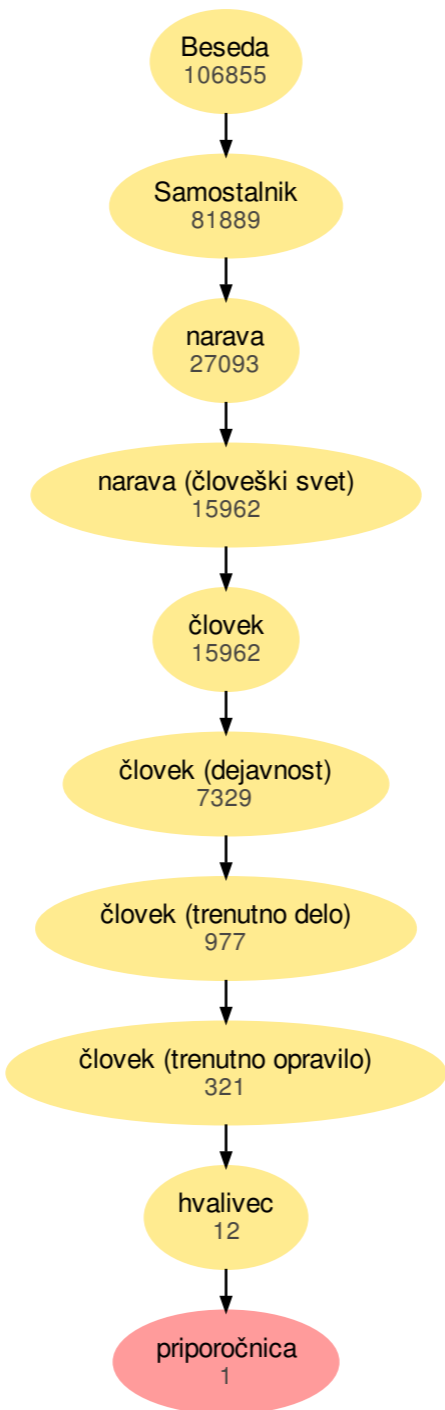 Beseda
106855
Samostalnik
81889
narava
27093
narava (človeški svet)
15962
človek
15962
človek (dejavnost)
7329
človek (trenutno delo)
977
človek (trenutno opravilo)
321
hvalivec
12
priporočnica
1